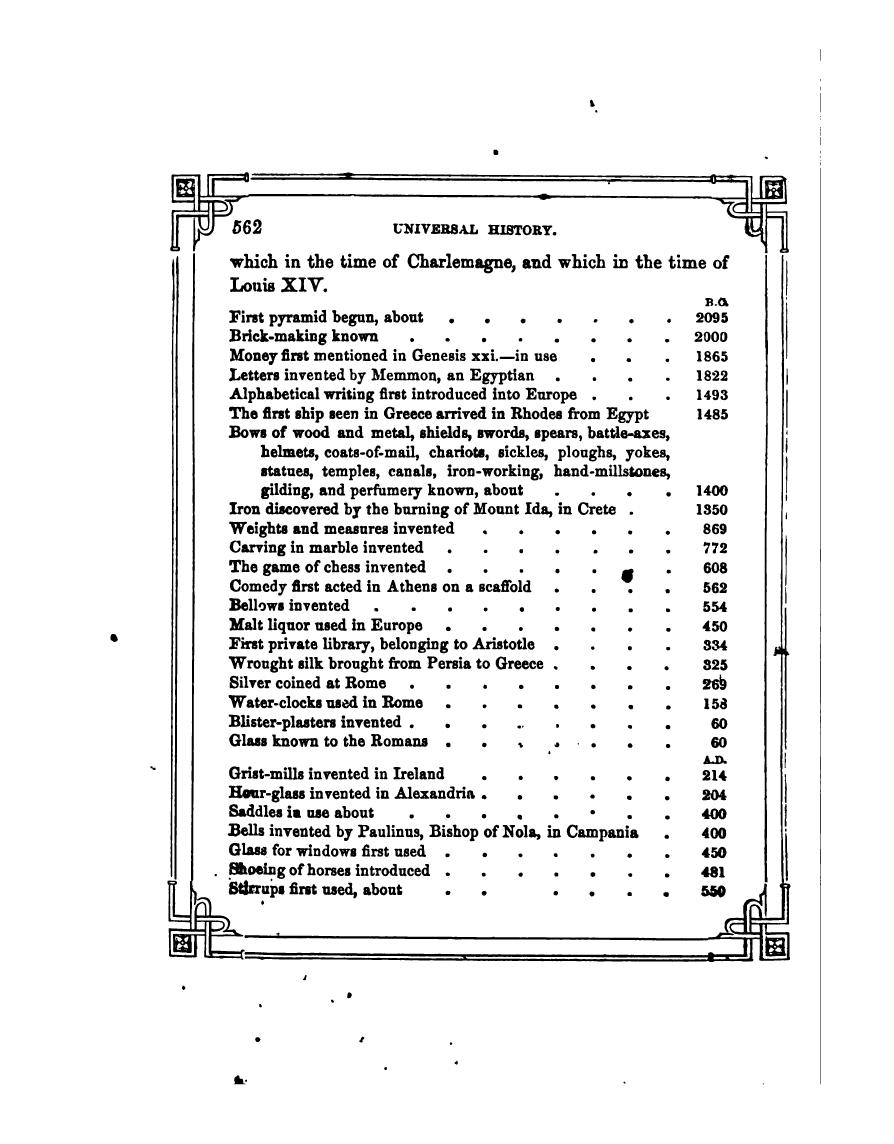 562 UNIVERSAL HISTORY.
which in the time of Charlemagne, and which in the time of
Louis XIV.
B.C.
First pyramid begun, about . . . . . . . 2095
Brick-making known . . . . . . . . 2000
Money first mentioned in Genesis xxi.—in use . . . 1865
Letters invented by Memmon, an Egyptian . . . . 1822
Alphabetical writing first introduced into Europe . . . 1493
The first ship seen in Greece arrived in Rhodes from Egypt 1485
Bows of wood and metal, shields, swords, spears, battle-axes,
helmets, coats-of-mail, chariots, sickles, ploughs, yokes,
statues, temples, canals, iron-working, hand-millstones,
gilding, and perfumery known, about . . . . 1400
Iron discovered by the burning of Mount Ida, in Crete . 1350
Weights and measures invented . . . . . . 869
Carving in marble invented . . . . . . . 772
The game of chess invented . . . . . . . 608
Comedy first acted in Athens on a scaffold . . . . 562
Bellows invented . . . . . . . . . 554
Malt liquor used in Europe . . . . . . . 450
First private library, belonging to Aristotle . . . . 334
Wrought silk brought from Persia to Greece . . . . 325
Silver coined at Rome . . . . . . . . 269
Water-clocks used in Rome . . . . . . . 158
Blister-plasters invented . . . . . . . . 60
Glass known to the Romans . . . . . . . 60
A.D.
Grist-mills invented in Ireland . . . . . . 214
Hour-glass invented in Alexandria . . . . . . 204
Saddles in use about . . . . . . . . 400
Bells invented by Paulinus, Bishop of Nola, in Campania . 400
Glass for windows first used . . . . . . . 450
Shoeing of horses introduced . . . . . . . 481
Stirrups first used, about . . . . . . 550